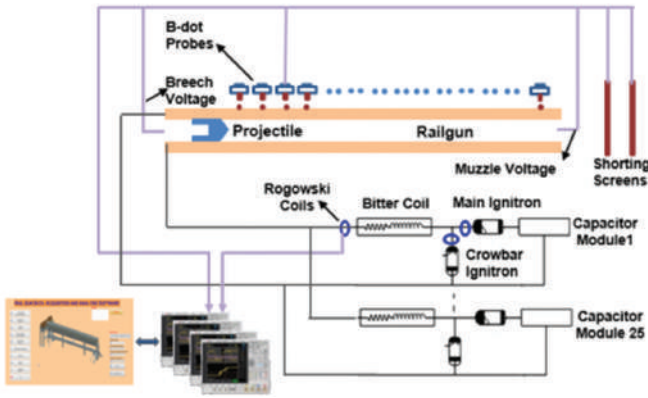 B-dot
Probes
Breech
Voltage
Projectile
Railgun
Muzzle Voltage
Shorting
Screens
Rogowski
Coils
Bitter Coil
Main Ignitron
Capacitor
Module1
Crowbar
Ignitron
Capacitor
Module 25